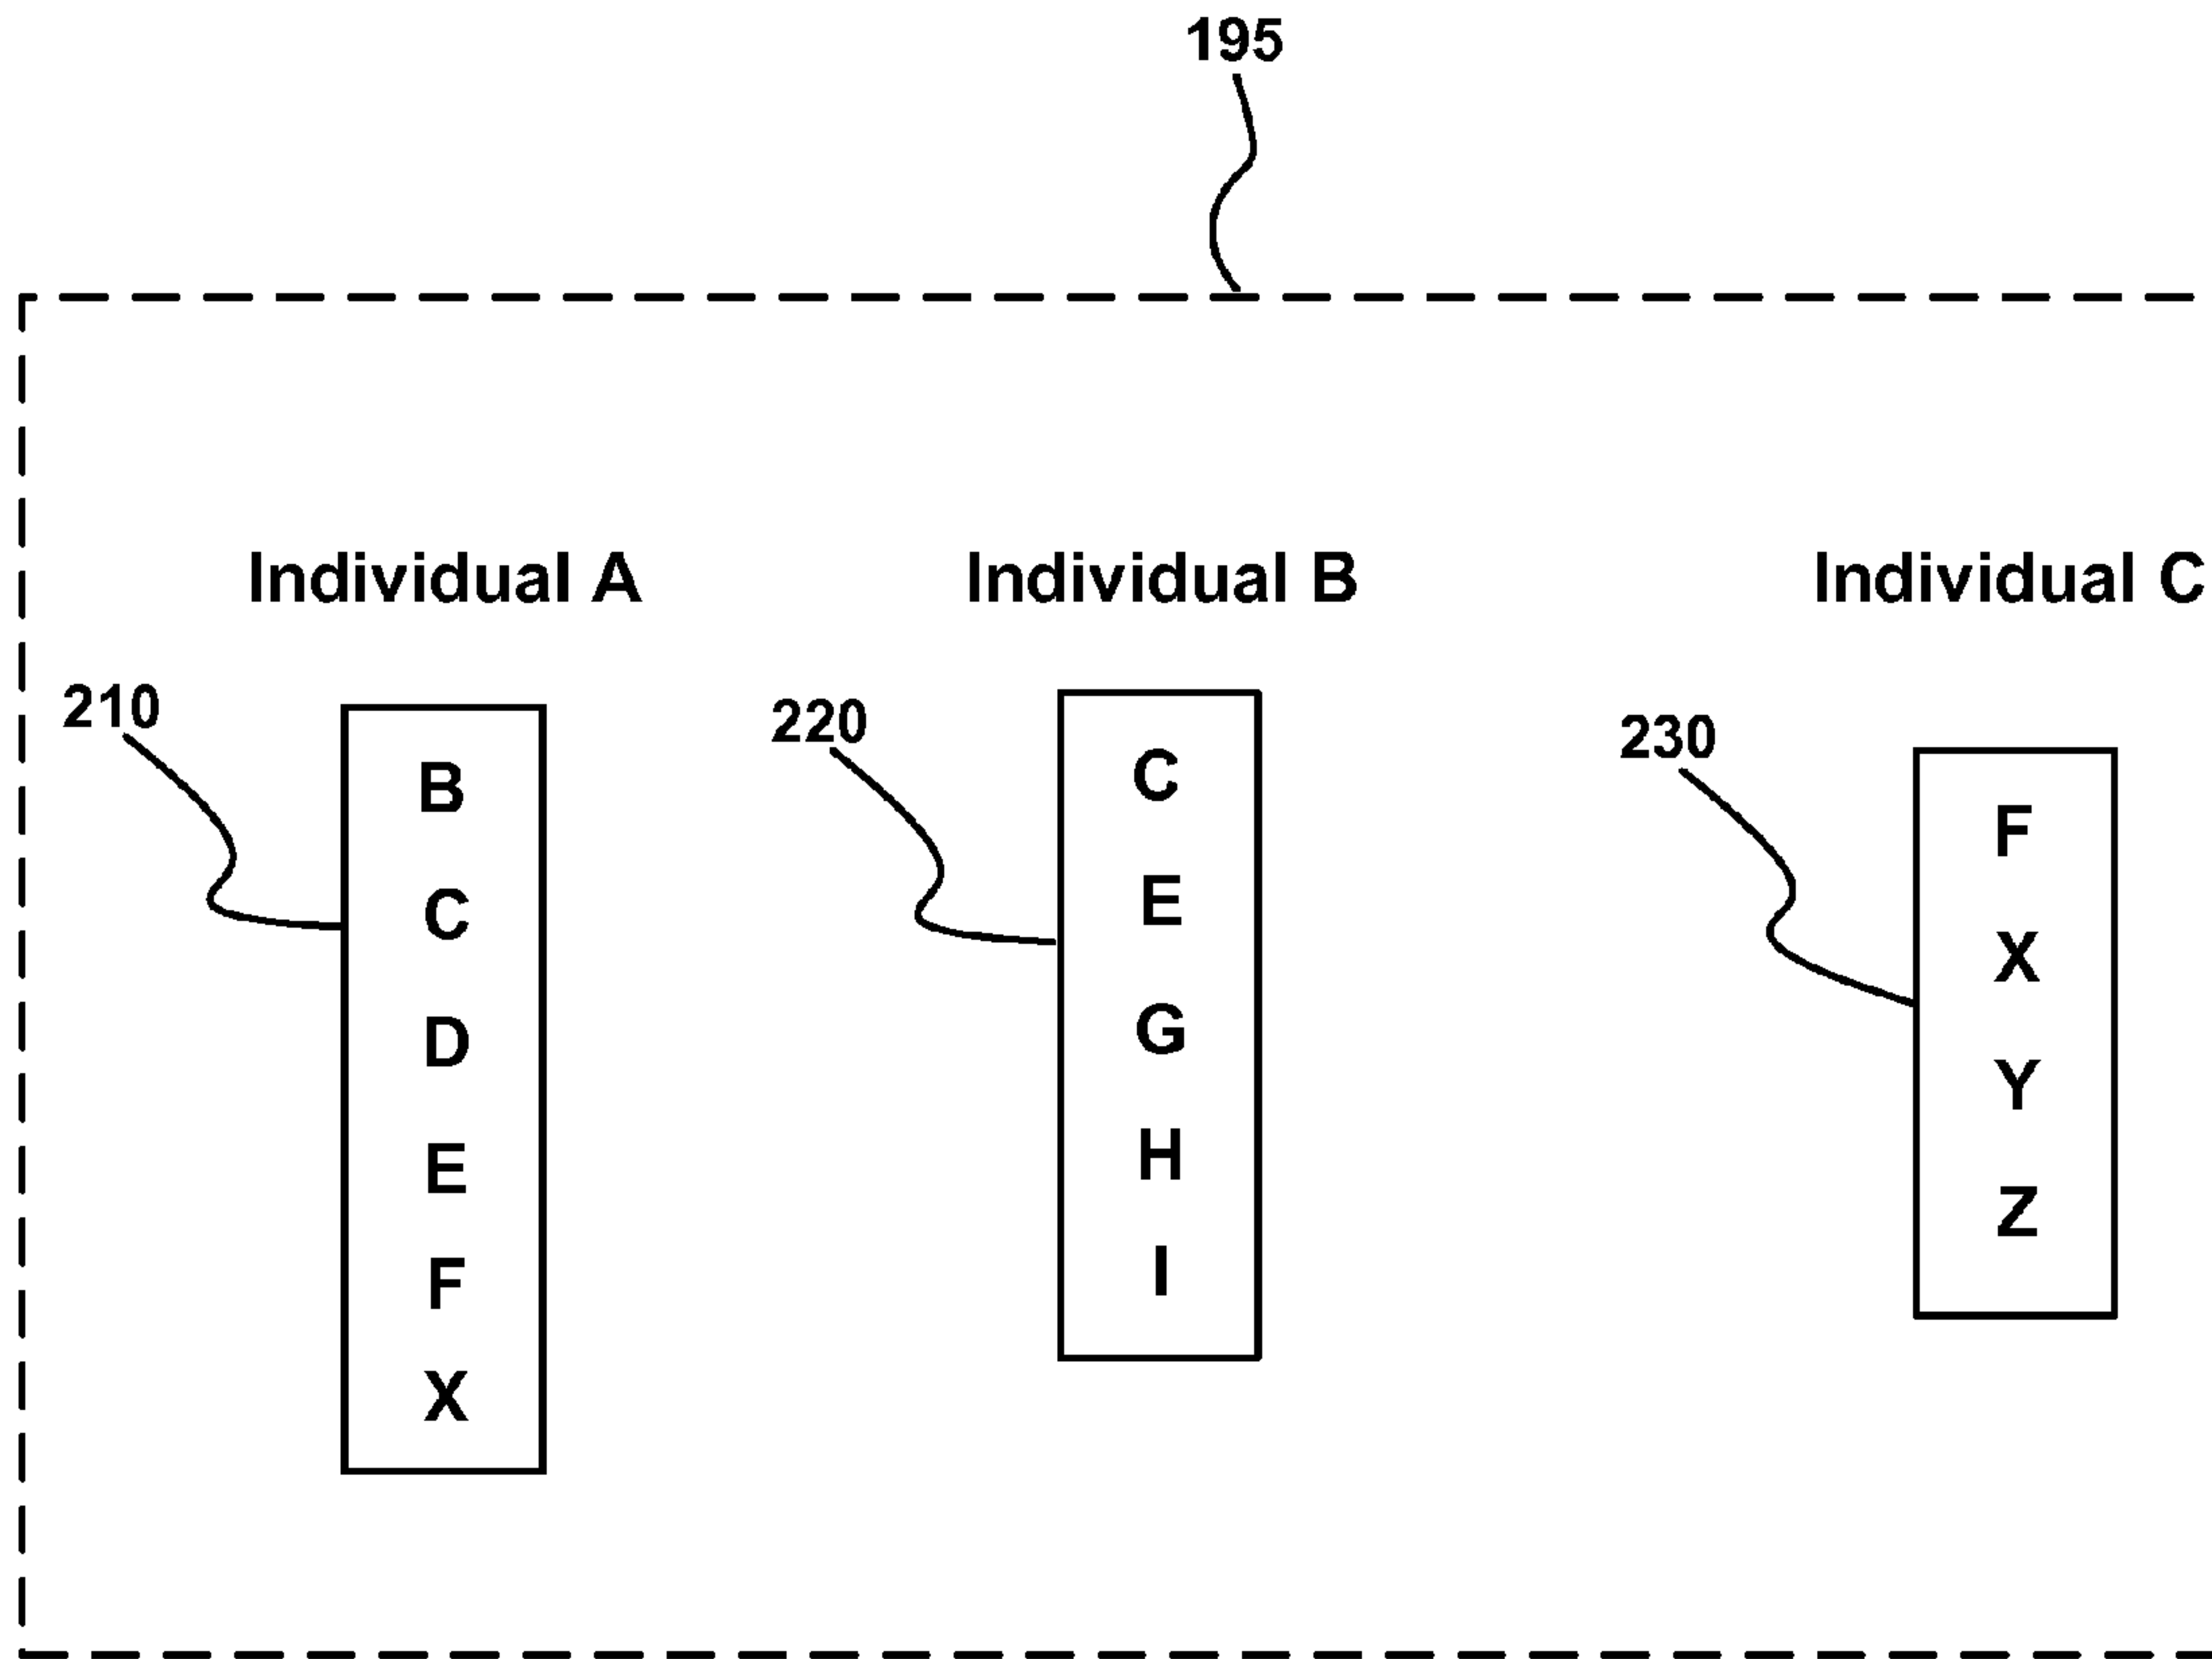 195
Individual A
Individual B
Individual C
210
B
C
D
E
F
X
220
C
E
G
H
I
230
F
X
Y
Z